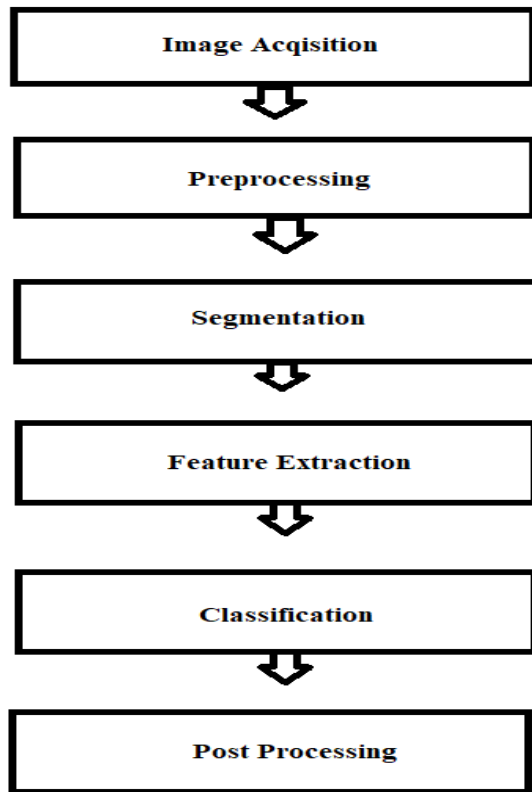 Image Acqisition
Preprocessing
Segmentation
Feature Extraction
Classification
Post Processing